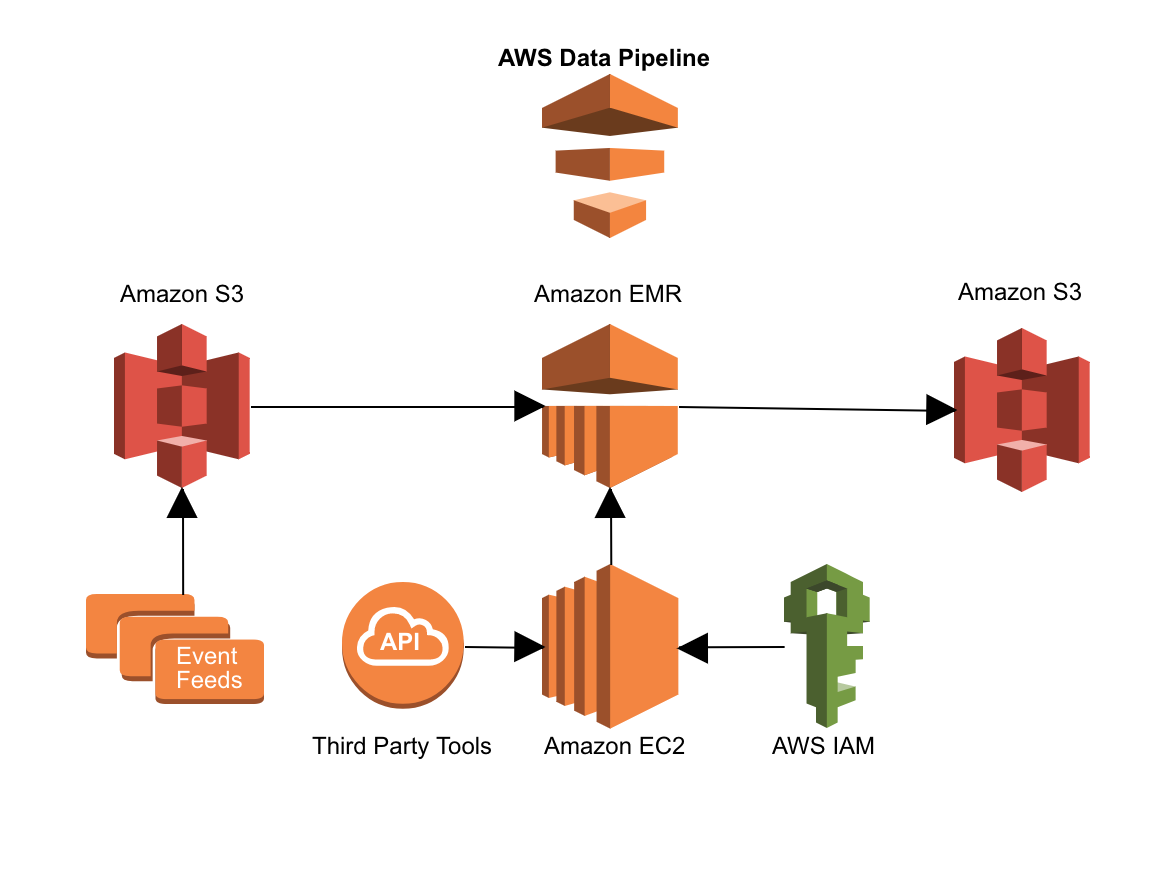 AWS Data Pipeline
Amazon S3
Amazon EMR
Amazon S3
Event
Feeds
API
Third Party Tools
Amazon EC2
AWS IAM